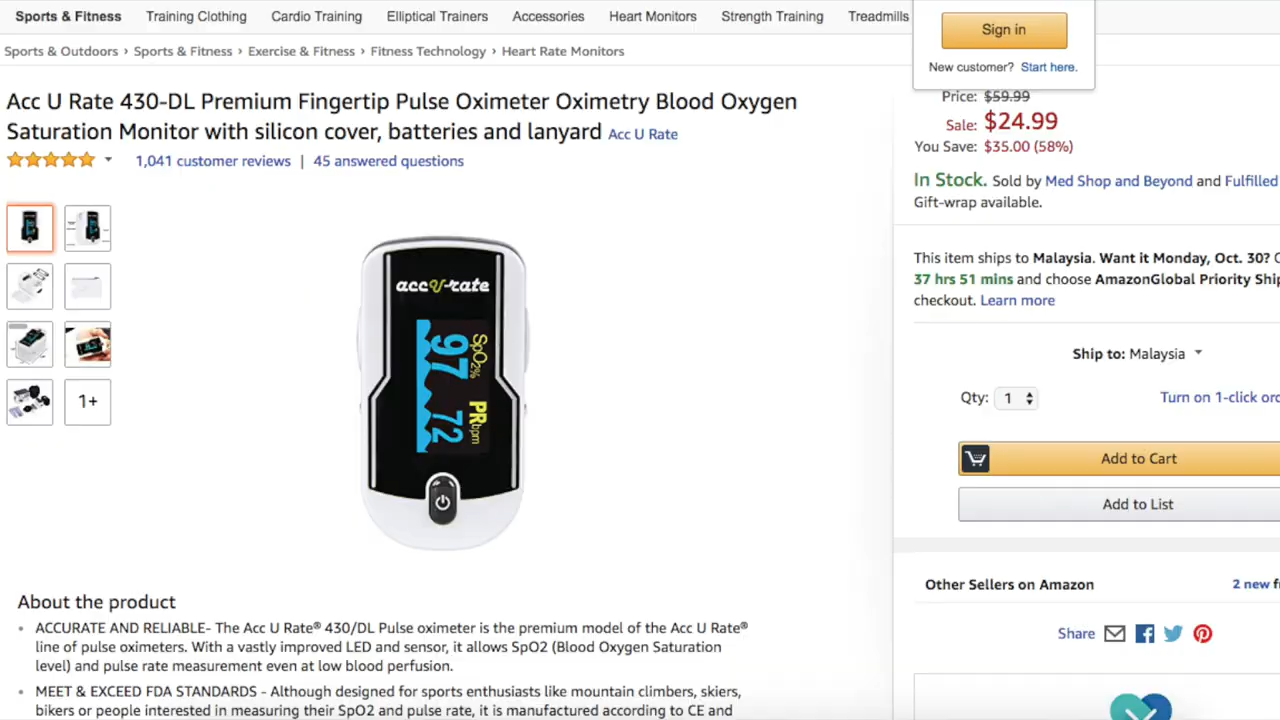 Sports & Fitness Training Clothing Cardio Training Elliptical Trainers Accessories Heart Monitors Strength Training Treadmills
Sign in
New customer? Start here.
Sports & Outdoors › Sports & Fitness › Exercise & Fitness › Fitness Technology › Heart Rate Monitors
Acc U Rate 430-DL Premium Fingertip Pulse Oximeter Oximetry Blood Oxygen
Saturation Monitor with silicon cover, batteries and lanyard Acc U Rate
1,041 customer reviews | 45 answered questions
1+
accU-rate
SpO2%
97
PRbpm
72
About the product
• ACCURATE AND RELIABLE- The Acc U Rate® 430/DL Pulse oximeter is the premium model of the Acc U Rate®
line of pulse oximeters. With a vastly improved LED and sensor, it allows SpO2 (Blood Oxygen Saturation
level) and pulse rate measurement even at low blood perfusion.
• MEET & EXCEED FDA STANDARDS - Although designed for sports enthusiasts like mountain climbers, skiers,
bikers or people interested in measuring their SpO2 and pulse rate, it is manufactured according to CE and
Price: $59.99
Sale: $24.99
You Save: $35.00 (58%)
In Stock. Sold by Med Shop and Beyond and Fulfilled
Gift-wrap available.
This item ships to Malaysia. Want it Monday, Oct. 30?
37 hrs 51 mins and choose AmazonGlobal Priority
checkout. Learn more
Ship to: Malaysia
Qty: 1 Turn on 1-click
Add to Cart
Add to List
Other Sellers on Amazon 2 new
Share